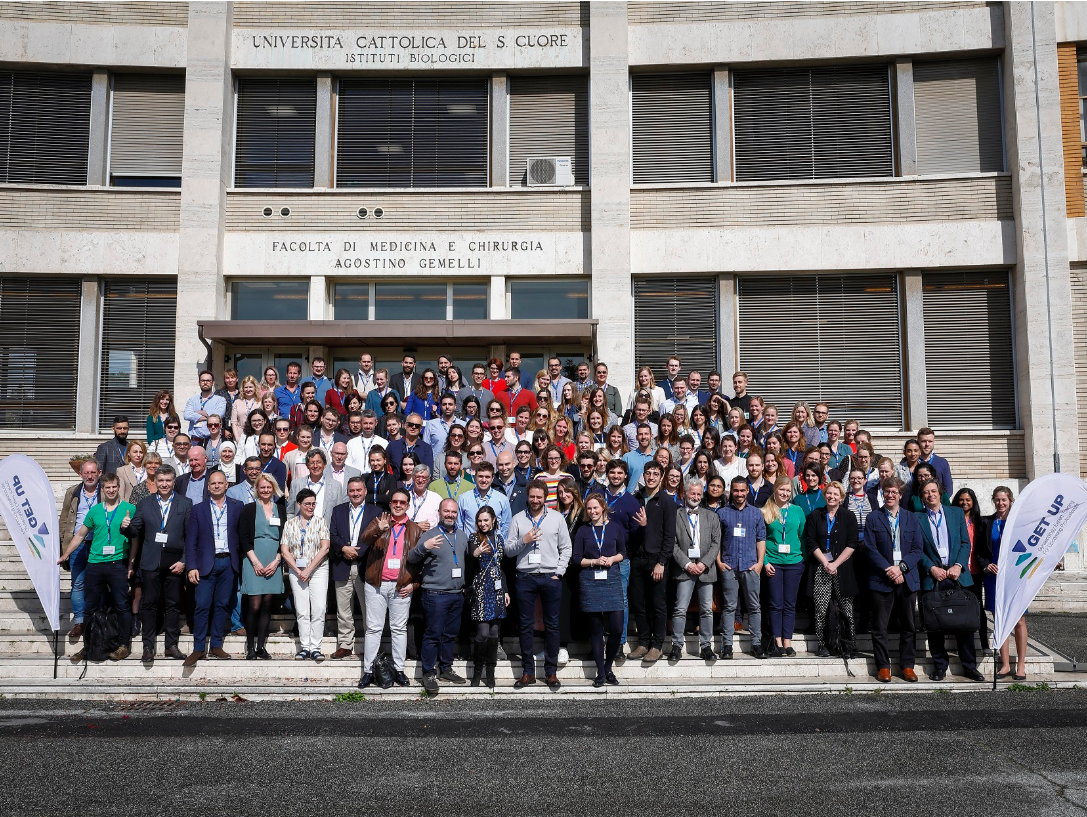 UNIVERSITA CATTOLICA DEL S. CUORE
ISTITUTI BIOLOGICI
FACOLTA DI MEDICINA E CHIRURGIA
AGOSTINO GEMELLI
GET UP
GET UP